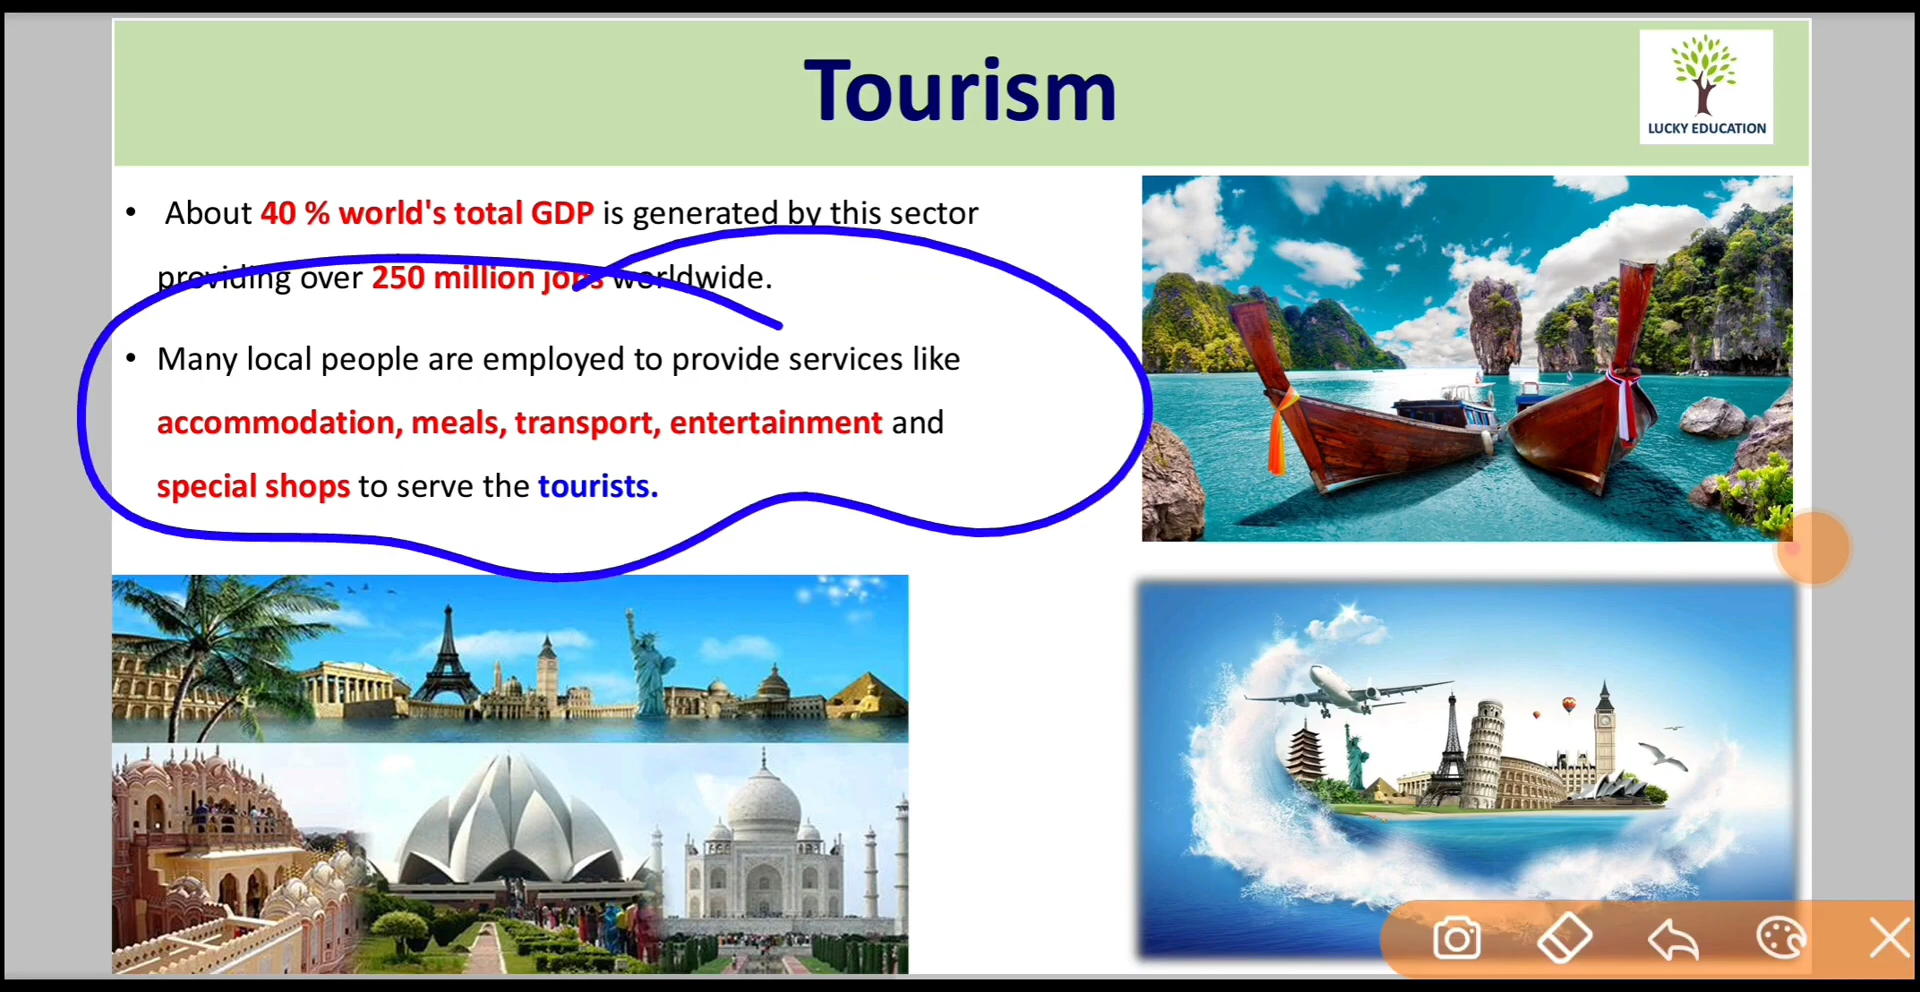 Tourism
LUCKY EDUCATION
• About 40 % world's total GDP is generated by this sector
providing over 250 million jobs worldwide.
• Many local people are employed to provide services like
accommodation, meals, transport, entertainment and
special shops to serve the tourists.